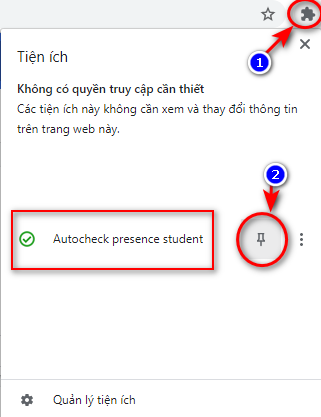 1
Tiện ích
Không có quyền truy cập cần thiết
Các tiện ích này không cần xem và thay đổi thông tin
trên trang web này.
2
Autocheck presence student
Quản lý tiện ích